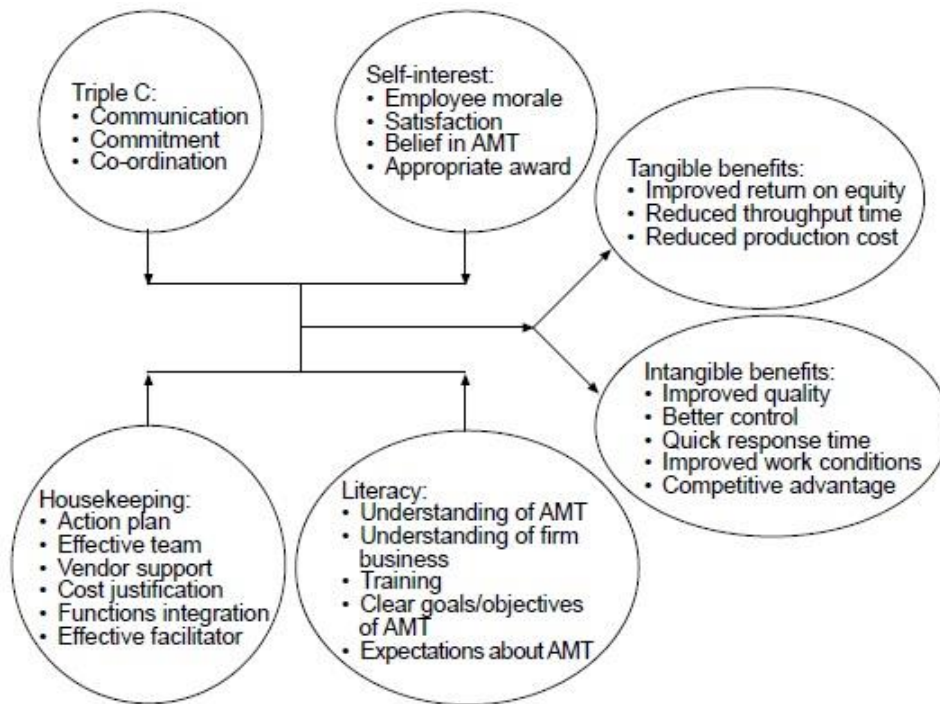 Triple C:
• Communication
• Commitment
• Co-ordination
Self-interest:
• Employee morale
• Satisfaction
• Belief in AMT
• Appropriate award
Tangible benefits:
• Improved return on equity
• Reduced throughput time
• Reduced production cost
Intangible benefits:
• Improved quality
• Better control
• Quick response time
• Improved work conditions
• Competitive advantage
Housekeeping:
• Action plan
• Effective team
• Vendor support
• Cost justification
• Functions integration
• Effective facilitator
Literacy:
• Understanding of AMT
• Understanding of firm
business
• Training
• Clear goals/objectives
of AMT
• Expectations about AMT